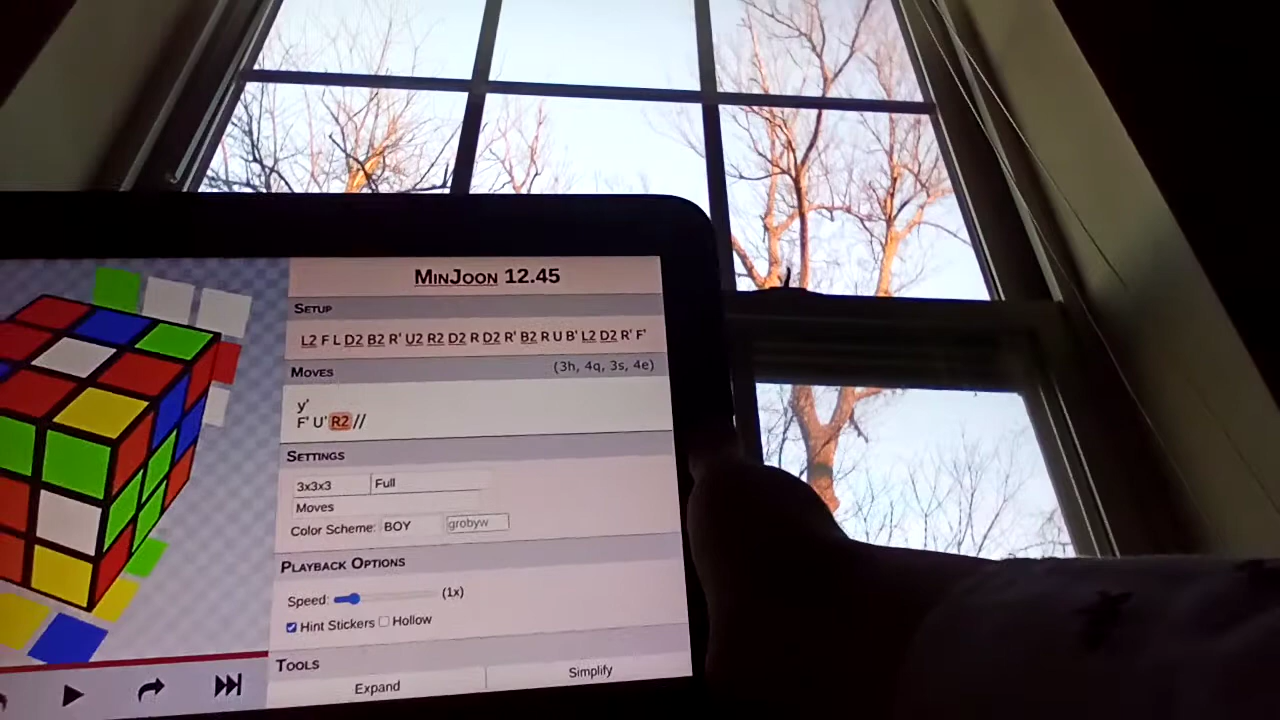 MinJoon 12.45
Setup
L2 F L D2 B2 R' U2 R2 D2 R D2 R' B2 R U B' L2 D2 R' F'
Moves (3h, 4q, 3s, 4e)
y'
F' U' R2 //
Settings
3x3x3 Full
Moves
Color Scheme: BOY grobyw
Playback Options
Speed: (1x)
Hint Stickers Hollow
Tools
Expand Simplify